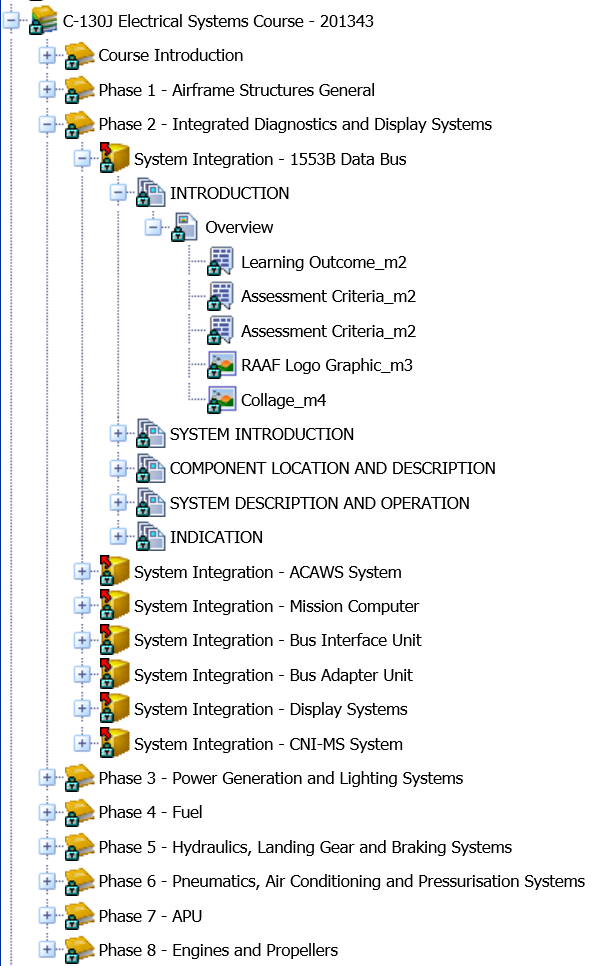 C-130J Electrical Systems Course - 201343
Course Introduction
Phase 1 - Airframe Structures General
Phase 2 - Integrated Diagnostics and Display Systems
System Integration - 1553B Data Bus
INTRODUCTION
Overview
Learning Outcome_m2
Assessment Criteria_m2
Assessment Criteria_m2
RAAF Logo Graphic_m3
Collage_m4
SYSTEM INTRODUCTION
COMPONENT LOCATION AND DESCRIPTION
SYSTEM DESCRIPTION AND OPERATION
INDICATION
System Integration - ACAWS System
System Integration - Mission Computer
System Integration - Bus Interface Unit
System Integration - Bus Adapter Unit
System Integration - Display Systems
System Integration - CNI-MS System
Phase 3 - Power Generation and Lighting Systems
Phase 4 - Fuel
Phase 5 - Hydraulics, Landing Gear and Braking Systems
Phase 6 - Pneumatics, Air Conditioning and Pressurisation Systems
Phase 7 - APU
Phase 8 - Engines and Propellers